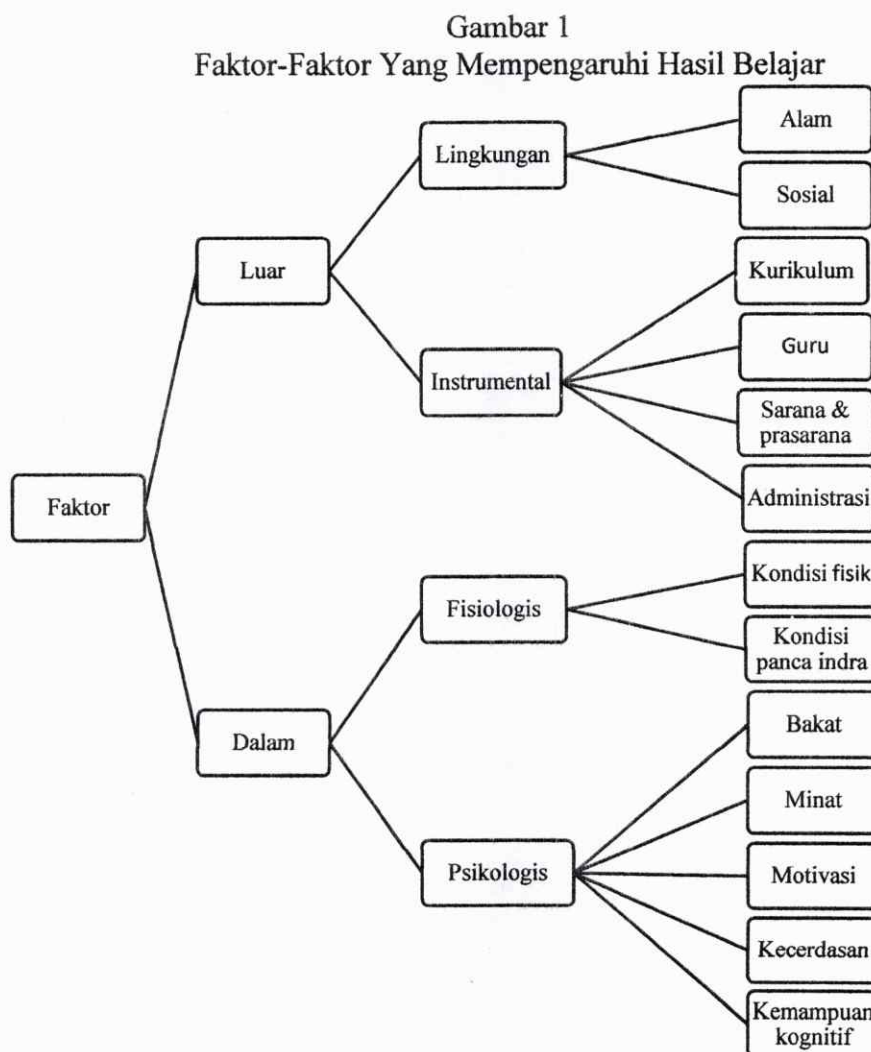 Gambar 1
Faktor-Faktor Yang Mempengaruhi Hasil Belajar
Faktor
Luar
Lingkungan
Alam
Sosial
Instrumental
Kurikulum
Guru
Sarana &
prasarana
Administrasi
Dalam
Fisiologis
Kondisi fisik
Kondisi
panca indra
Psikologis
Bakat
Minat
Motivasi
Kecerdasan
Kemampuan
kognitif